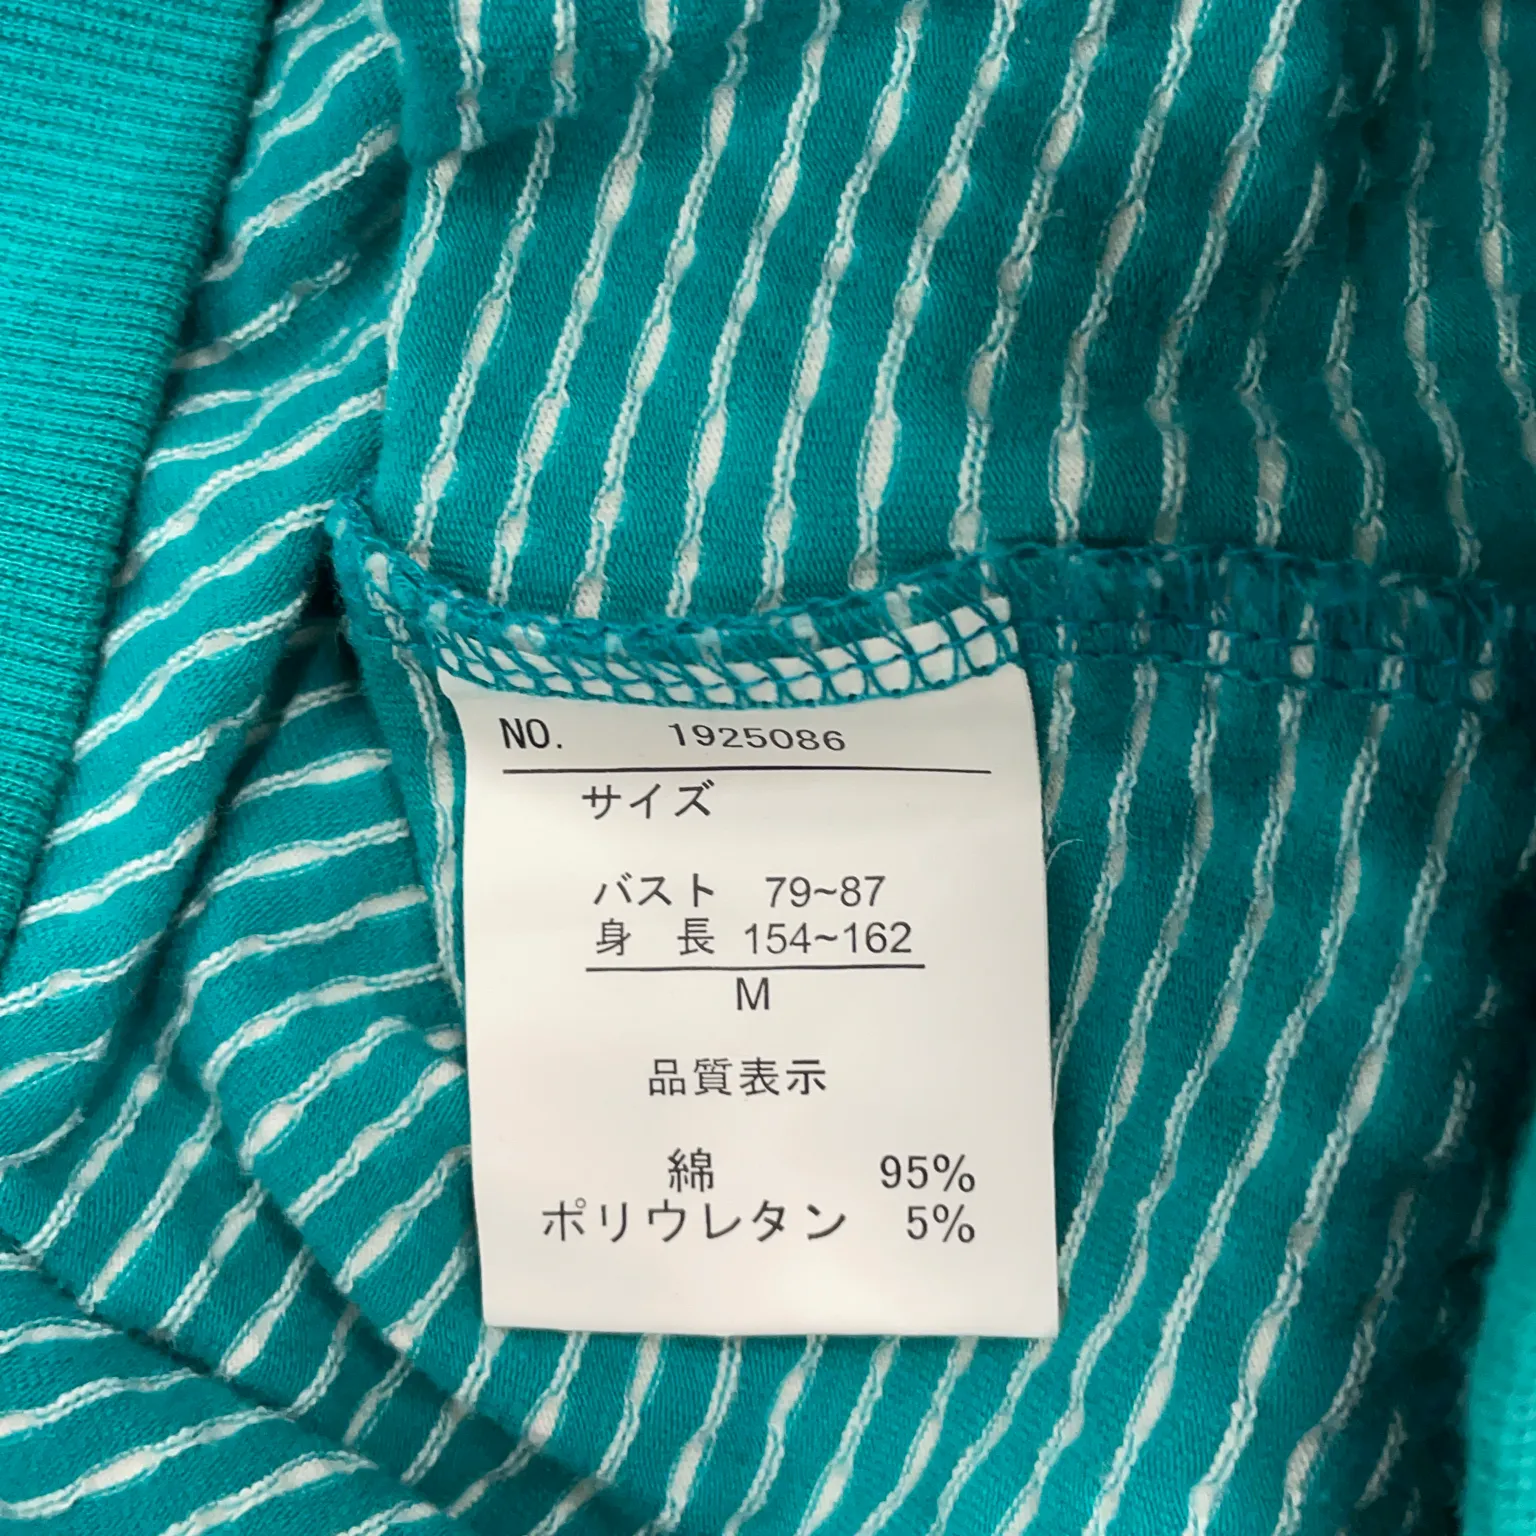 NO. 1925086
サイズ
バスト 79~87
身 長 154~162
M
品質表示
綿 95%
ポリウレタン 5%